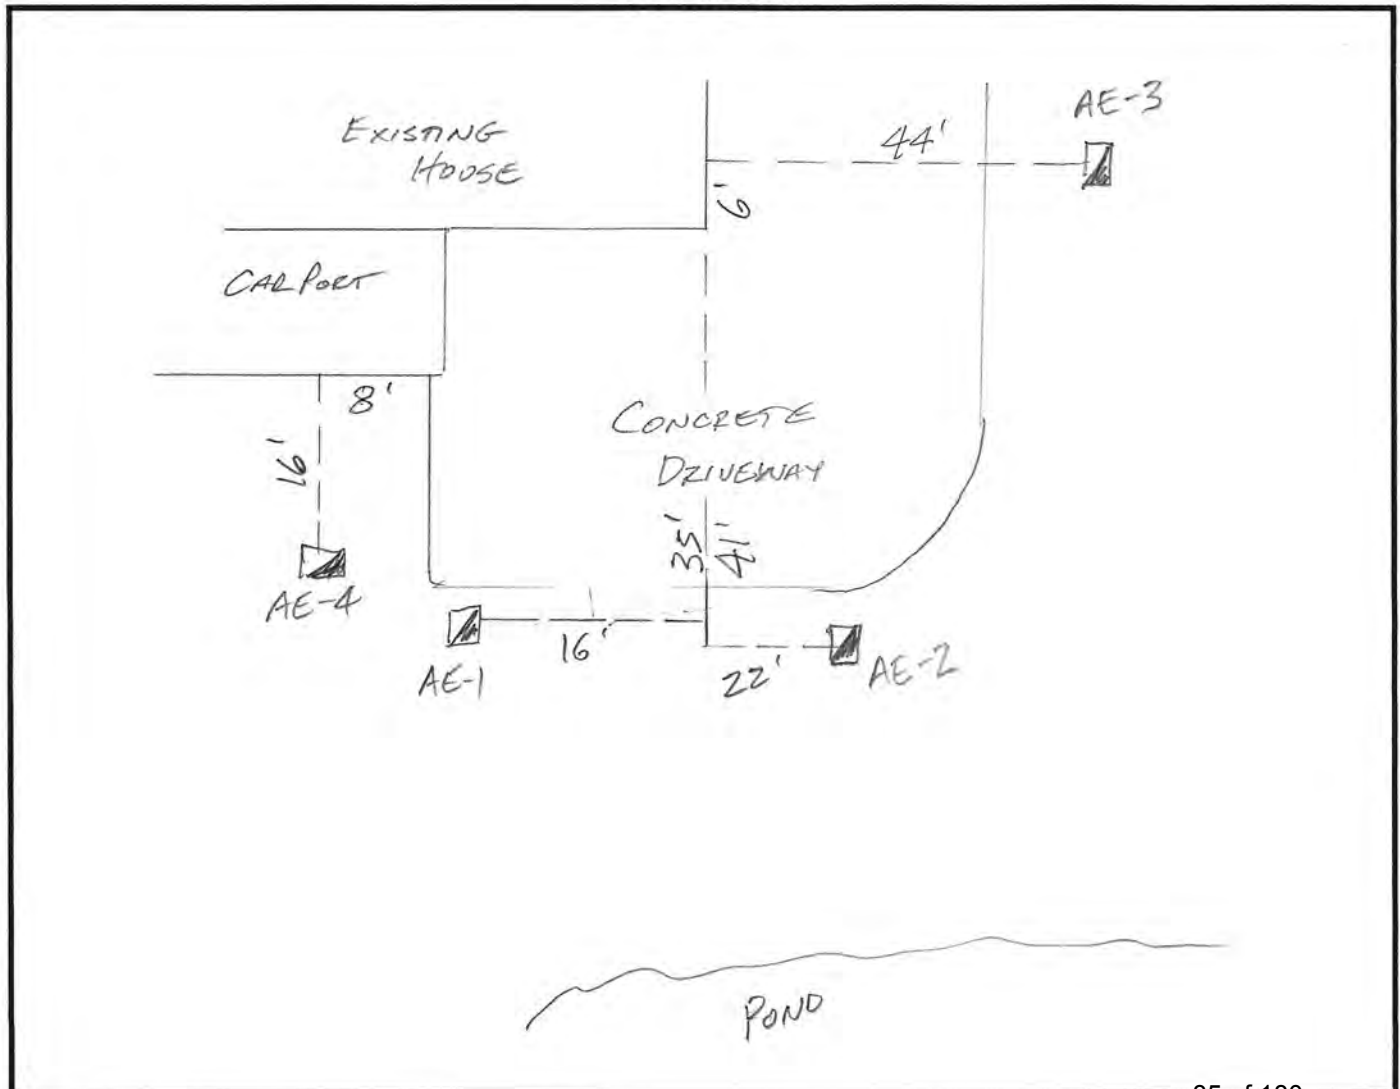 AE-3
EXISTING
HOUSE
44'
6'
CARPORT
8'
CONCRETE
DRIVEWAY
16'
35'
41'
AE-4
16'
AE-1
22'
AE-2
POND